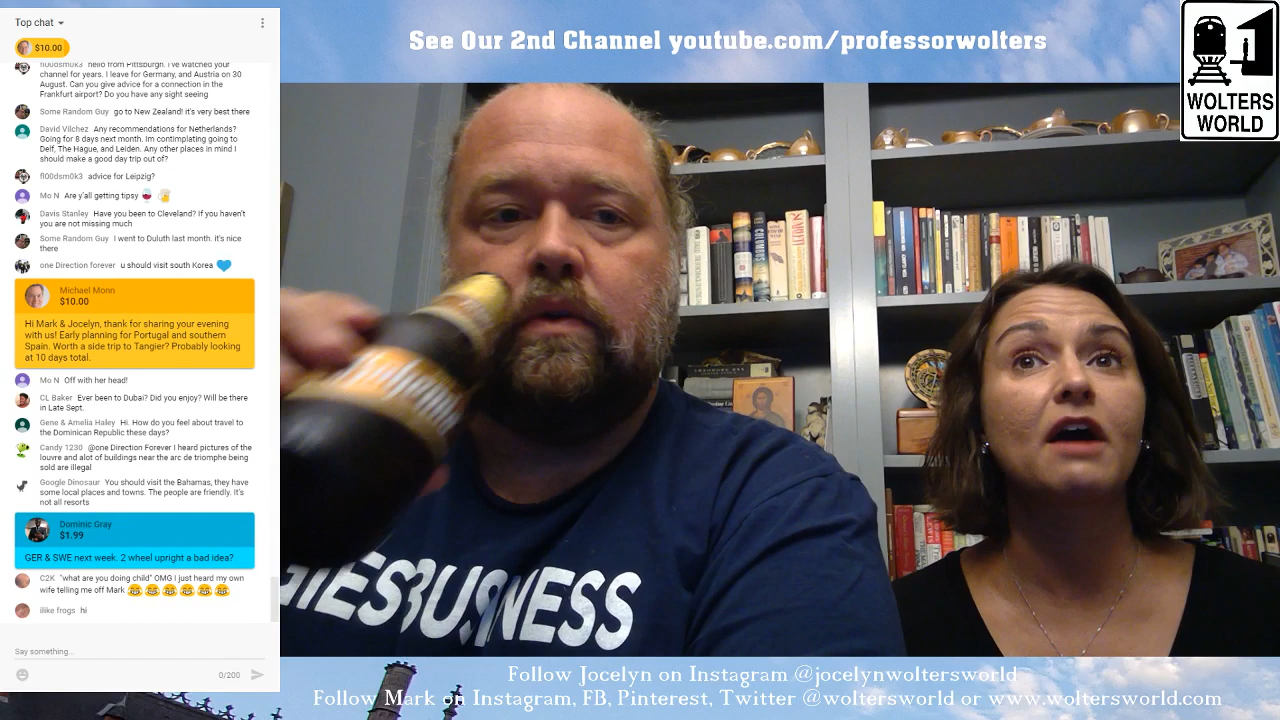 Top chat
$10.00
fl00dsm0k3 hello from Pittsburgh. I've watched your
channel for years. I leave for Germany, and Austria on 30
August. Can you give advice for a connection in the
Frankfurt airport? Do you have any sight seeing
Some Random Guy go to New Zealand! it's very best there
David Vilchez Any recommendations for Netherlands?
Going for 8 days next month. Im contimplating going to
Delf, The Hague, and Leiden. Any other places in mind I
should make a good day trip out of?
fl00dsm0k3 advice for Leipzig?
Mo N Are y'all getting tipsy 🍷 🍹
Davis Stanley Have you been to Cleveland? If you haven't
you are not missing much
Some Random Guy I went to Duluth last month. it's nice
there
one Direction forever u should visit south Korea 💙
Michael Monn
$10.00
Hi Mark & Jocelyn, thank for sharing your evening
with us! Early planning for Portugal and southern
Spain. Worth a side trip to Tangier? Probably looking
at 10 days total.
Mo N Off with her head!
CL Baker Ever been to Dubai? Did you enjoy? Will be there
in Late Sept.
Gene & Amelia Haley Hi. How do you feel about travel to
the Dominican Republic these days?
Candy 1230 @one Direction Forever I heard pictures of the
louvre and alot of buildings near the arc de triomphe being
sold are illegal
Google Dinosaur You should visit the Bahamas, they have
some local places and towns. The people are friendly. It's
not all resorts
Dominic Gray
$1.99
GER & SWE next week. 2 wheel upright a bad idea?
C2K "what are you doing child" OMG I just heard my own
wife telling me off Mark 😂 😂 😂 😂 😂 😂
ilike frogs hi
Say something...
0/200
See Our 2nd Channel youtube.com/professorwolters
WOLTERS
WORLD
COLUMBUS
BUSINESS
Follow Jocelyn on Instagram @jocelynwoltersworld
Follow Mark on Instagram, FB, Pinterest, Twitter @woltersworld or www.woltersworld.com